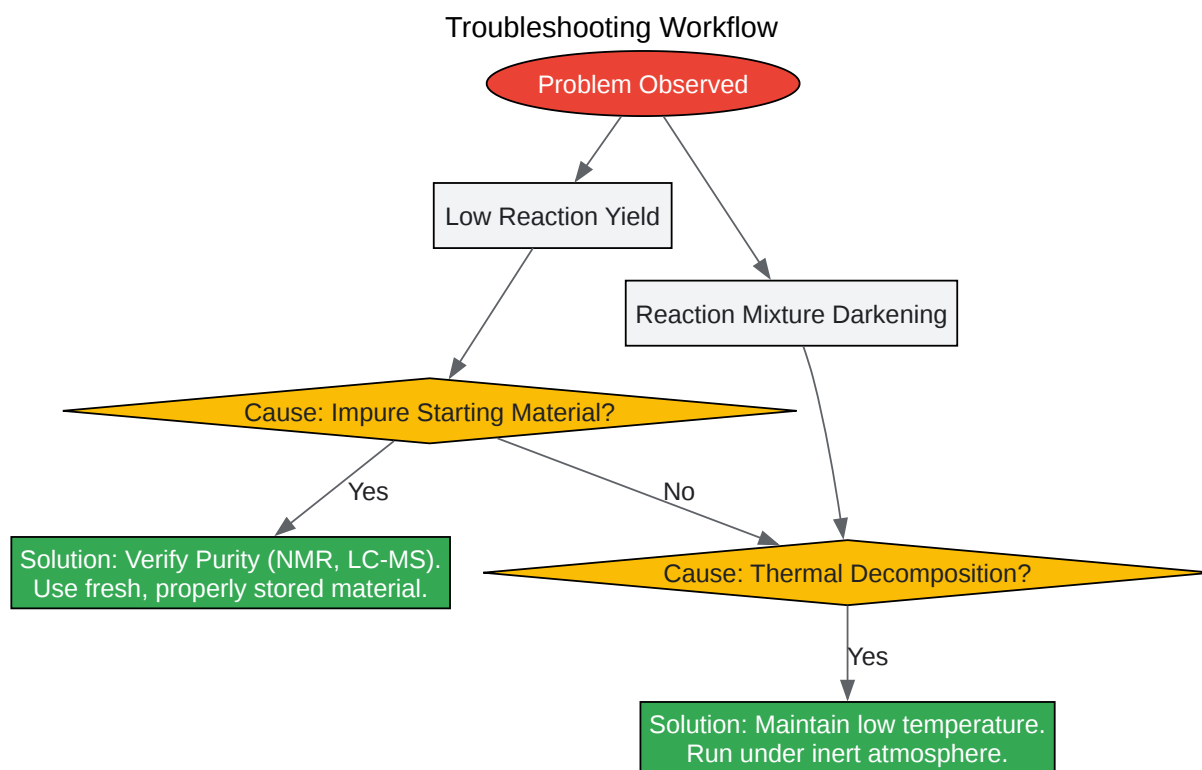 Troubleshooting Workflow
Problem Observed
Low Reaction Yield
Reaction Mixture Darkening
Cause: Impure Starting Material?
Yes
No
Solution: Verify Purity (NMR, LC-MS).
Use fresh, properly stored material.
Cause: Thermal Decomposition?
Yes
Solution: Maintain low temperature.
Run under inert atmosphere.